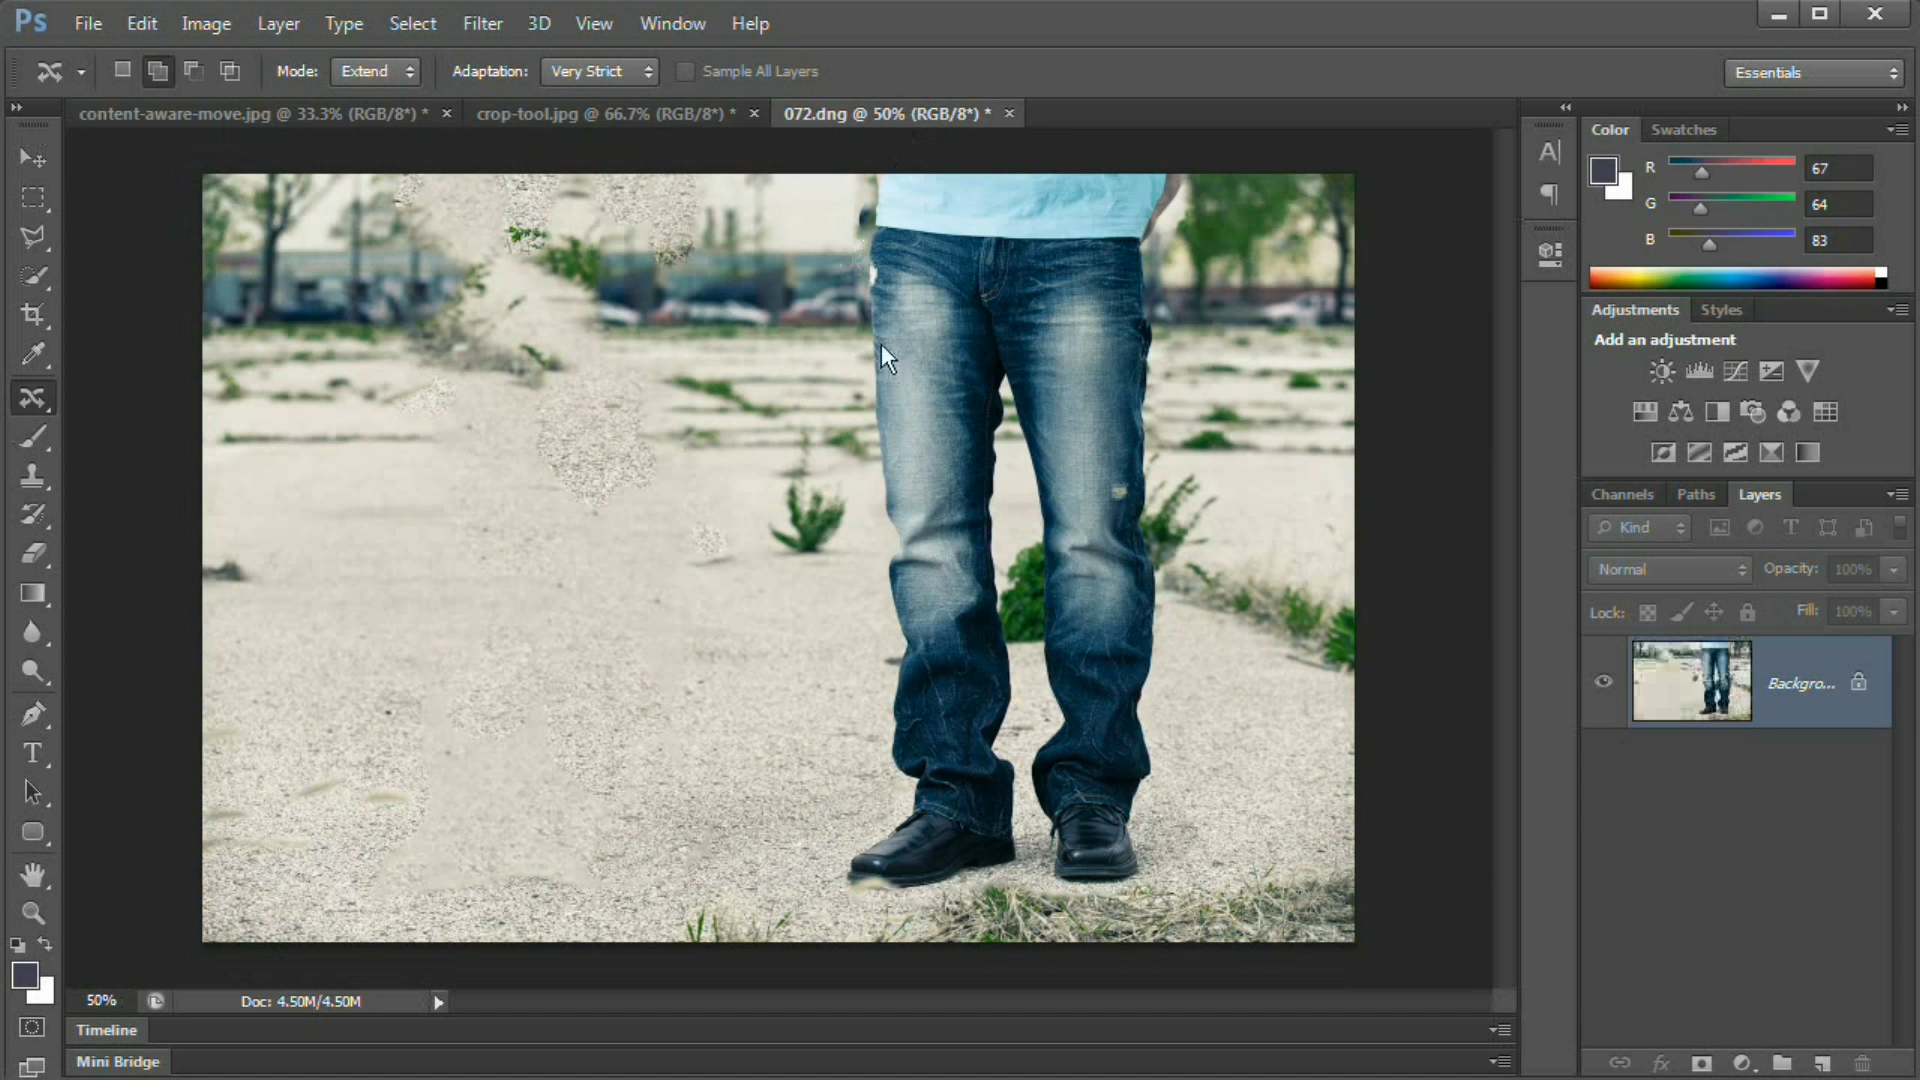 Ps File Edit Image Layer Type Select Filter 3D View Window Help
Mode: Extend Adaptation: Very Strict Sample All Layers Essentials
content-aware-move.jpg @ 33.3% (RGB/8*) * × crop-tool.jpg @ 66.7% (RGB/8*) * × 072.dng @ 50% (RGB/8*) * ×
Color Swatches
R 67
G 64
B 83
Adjustments Styles
Add an adjustment
Channels Paths Layers
Kind
Normal Opacity: 100%
Lock: Fill: 100%
Backgro...
50% Doc: 4.50M/4.50M
Timeline
Mini Bridge